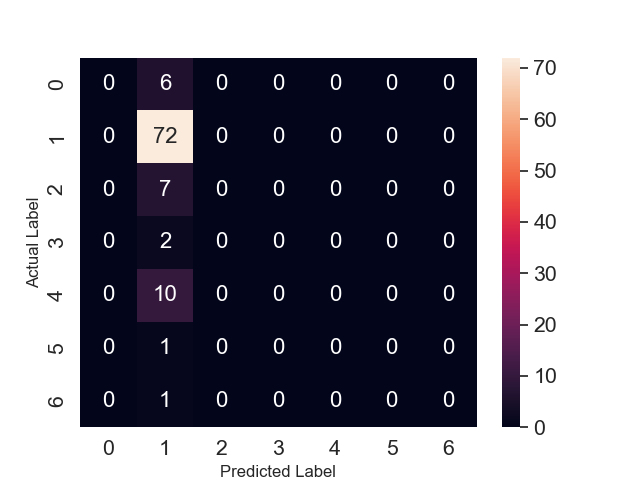 0 0 6 0 0 0 0 0
1 0 72 0 0 0 0 0
2 0 7 0 0 0 0 0
3 0 2 0 0 0 0 0
4 0 10 0 0 0 0 0
5 0 1 0 0 0 0 0
6 0 1 0 0 0 0 0
0 1 2 3 4 5 6
Predicted Label
Actual Label
70
60
50
40
30
20
10
0